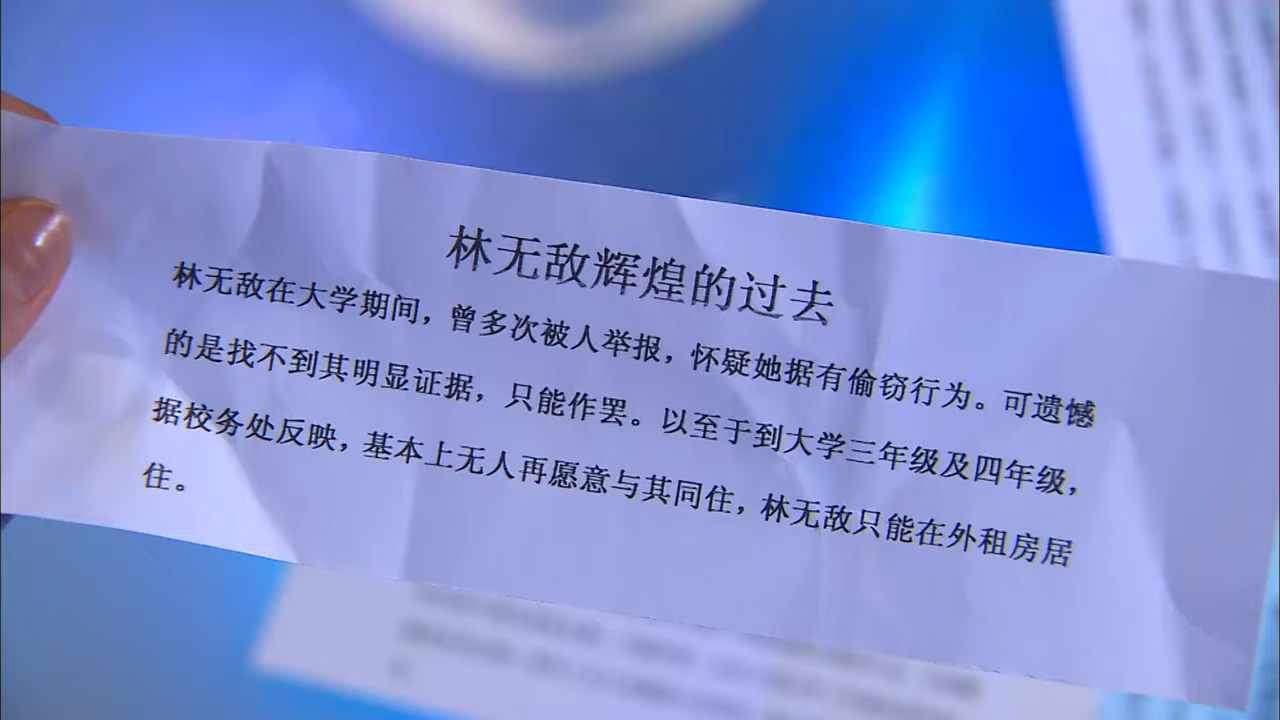 林无敌辉煌的过去
林无敌在大学期间，曾多次被人举报，怀疑她据有偷窃行为。可遗憾
的是找不到其明显证据，只能作罢。以至于到大学三年级及四年级，
据校务处反映，基本上无人再愿意与其同住，林无敌只能在外租房居
住。